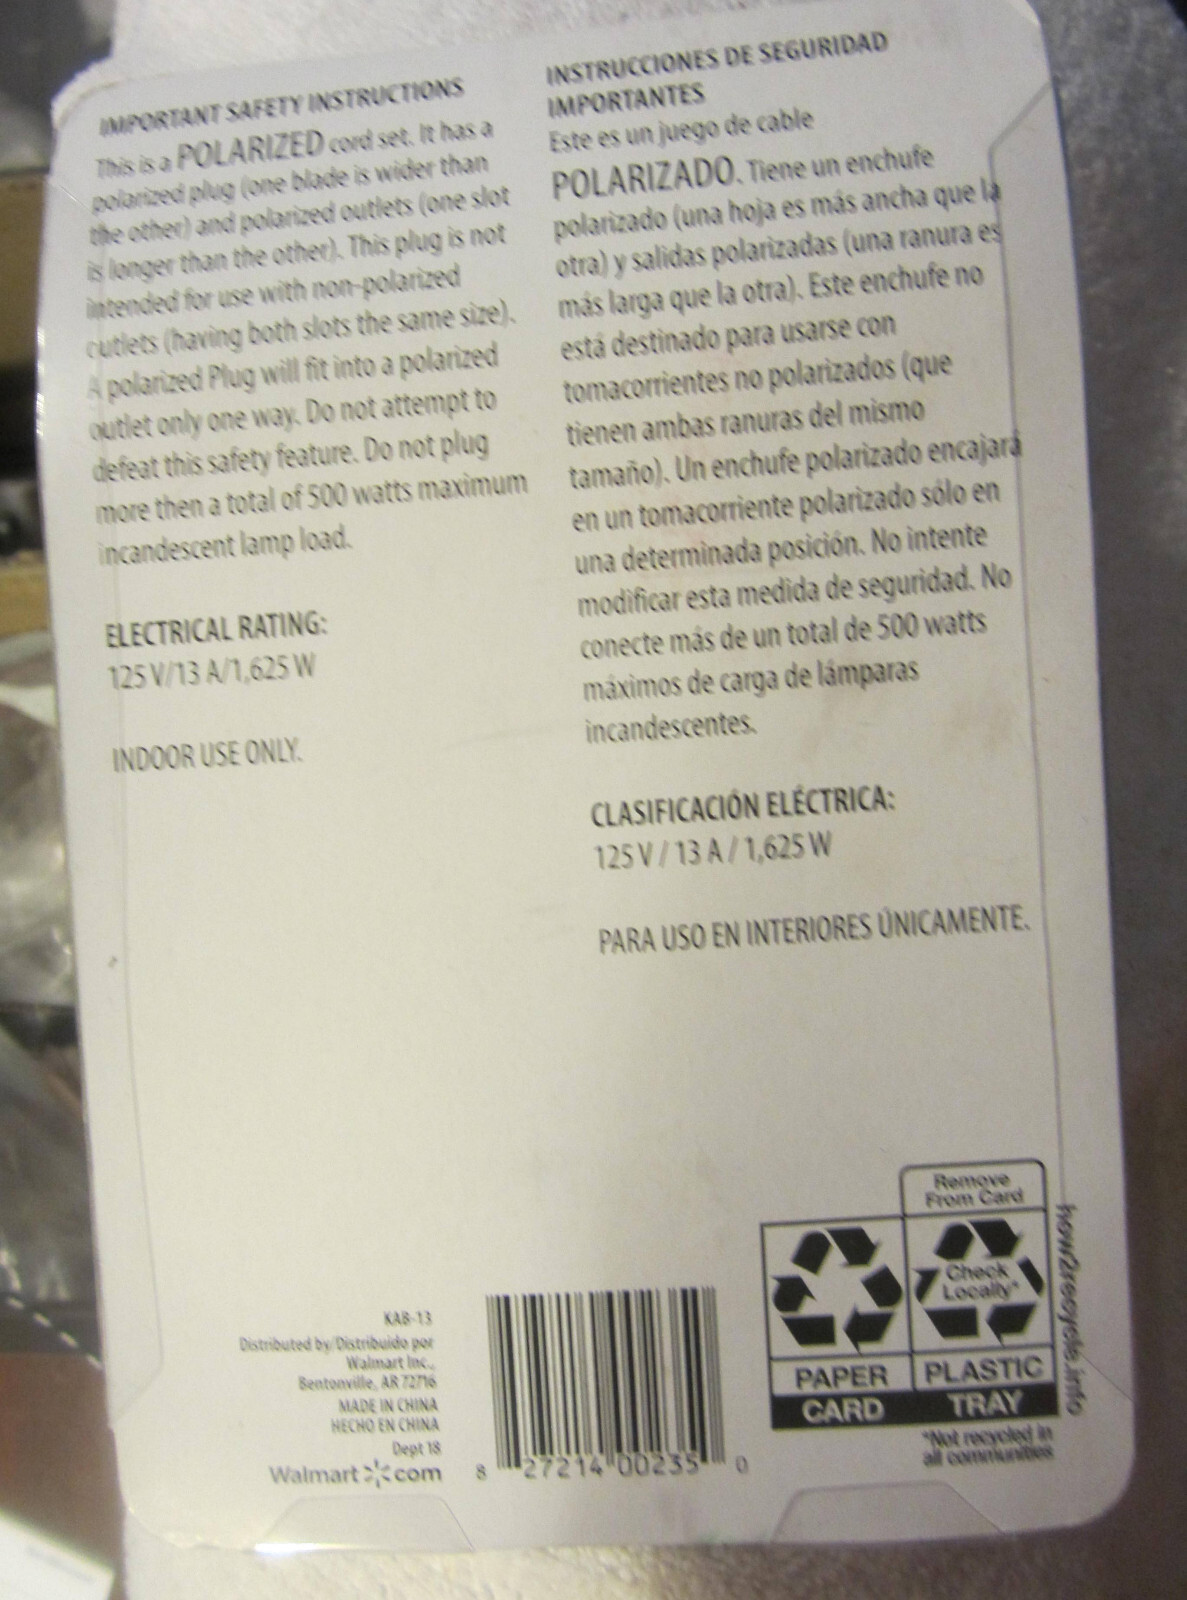 IMPORTANT SAFETY INSTRUCTIONS
This is a POLARIZED cord set. It has a
polarized plug (one blade is wider than
the other) and polarized outlets (one slot
is longer than the other). This plug is not
intended for use with non-polarized
outlets (having both slots the same size).
A polarized Plug will fit into a polarized
outlet only one way. Do not attempt to
defeat this safety feature. Do not plug
more then a total of 500 watts maximum
incandescent lamp load.
ELECTRICAL RATING:
125 V/13 A/1,625 W
INDOOR USE ONLY.
INSTRUCCIONES DE SEGURIDAD
IMPORTANTES
Este es un juego de cable
POLARIZADO. Tiene un enchufe
polarizado (una hoja es más ancha que la
otra) y salidas polarizadas (una ranura es
más larga que la otra). Este enchufe no
está destinado para usarse con
tomacorrientes no polarizados (que
tienen ambas ranuras del mismo
tamaño). Un enchufe polarizado encajará
en un tomacorriente polarizado sólo en
una determinada posición. No intente
modificar esta medida de seguridad. No
conecte más de un total de 500 watts
máximos de carga de lámparas
incandescentes.
CLASIFICACIÓN ELÉCTRICA:
125 V / 13 A / 1,625 W
PARA USO EN INTERIORES ÚNICAMENTE.
KAB-13
Distributed by/Distribuido por
Walmart Inc.,
Bentonville, AR 72716
MADE IN CHINA
HECHO EN CHINA
Dept 18
Walmart com
8 27214 00235 0
Remove
From Card
Check
Locally*
PAPER
CARD
PLASTIC
TRAY
*Not recycled in
all communities
how2recycle.info